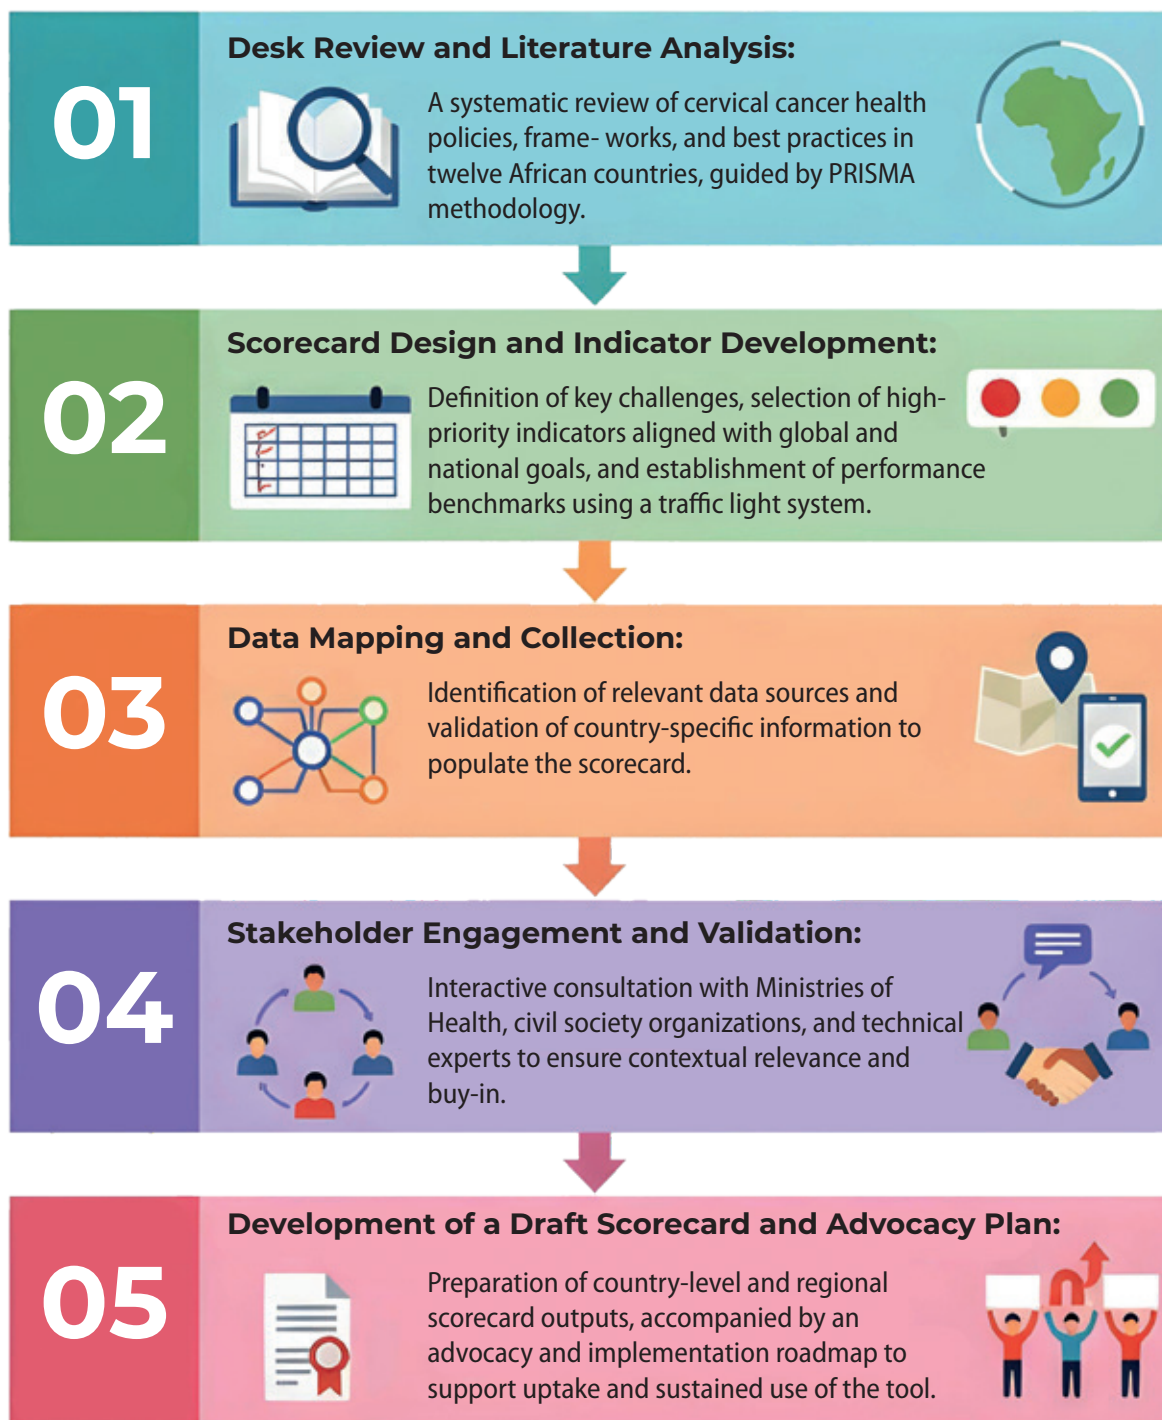 01
Desk Review and Literature Analysis:
A systematic review of cervical cancer health
policies, frame- works, and best practices in
twelve African countries, guided by PRISMA
methodology.
02
Scorecard Design and Indicator Development:
Definition of key challenges, selection of high-
priority indicators aligned with global and
national goals, and establishment of performance
benchmarks using a traffic light system.
03
Data Mapping and Collection:
Identification of relevant data sources and
validation of country-specific information to
populate the scorecard.
04
Stakeholder Engagement and Validation:
Interactive consultation with Ministries of
Health, civil society organizations, and technical
experts to ensure contextual relevance and
buy-in.
05
Development of a Draft Scorecard and Advocacy Plan:
Preparation of country-level and regional
scorecard outputs, accompanied by an
advocacy and implementation roadmap to
support uptake and sustained use of the tool.